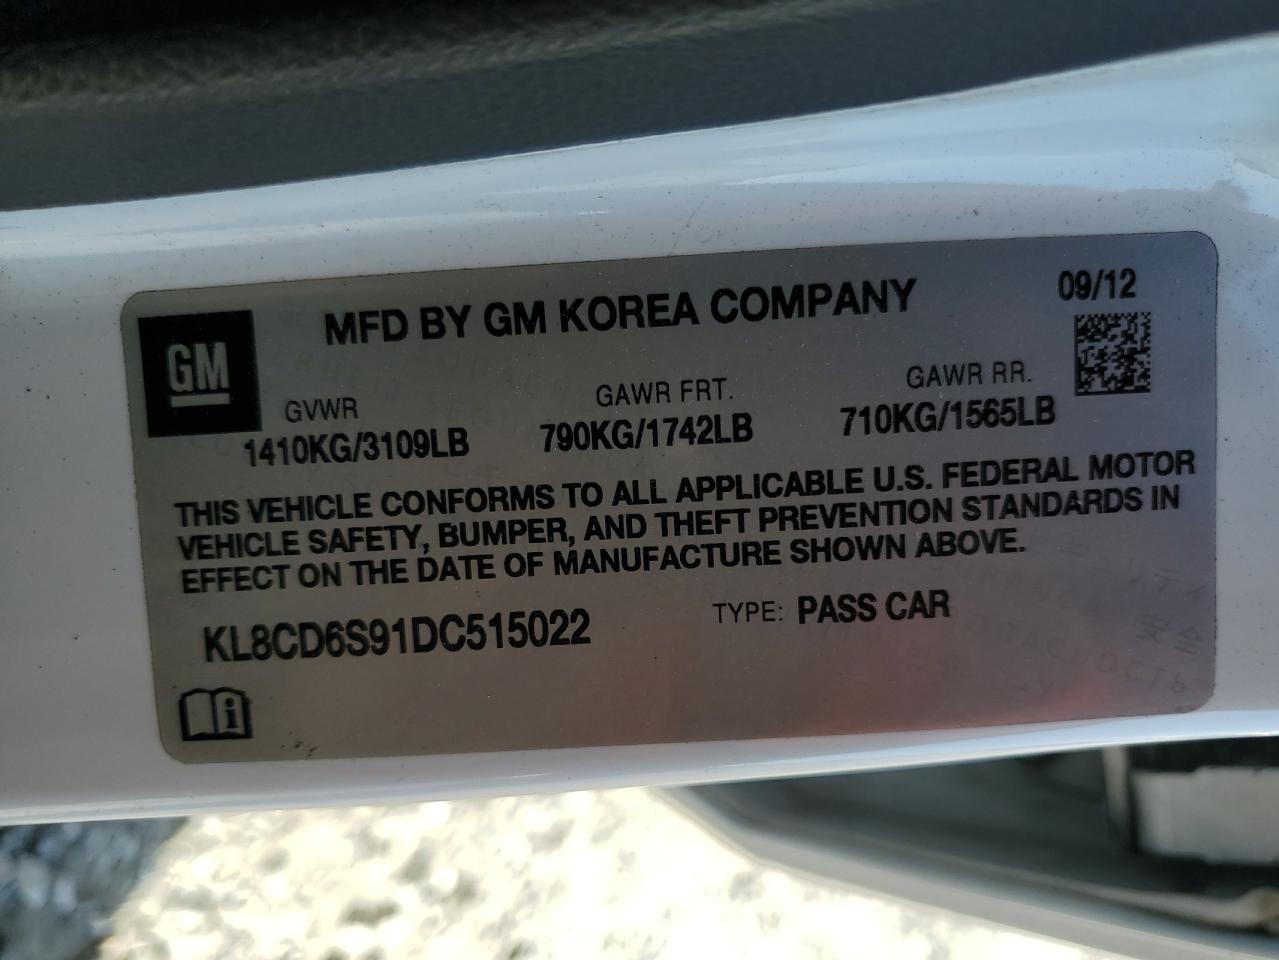 MFD BY GM KOREA COMPANY
09/12
GM
GVWR
GAWR FRT.
GAWR RR.
1410KG/3109LB
790KG/1742LB
710KG/1565LB
THIS VEHICLE CONFORMS TO ALL APPLICABLE U.S. FEDERAL MOTOR
VEHICLE SAFETY, BUMPER, AND THEFT PREVENTION STANDARDS IN
EFFECT ON THE DATE OF MANUFACTURE SHOWN ABOVE.
KL8CD6S91DC515022
TYPE: PASS CAR